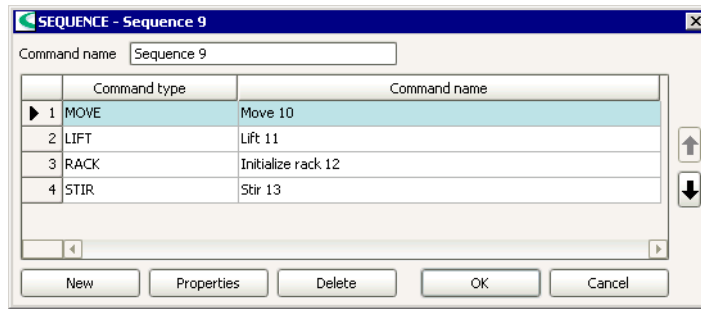 SEQUENCE - Sequence 9
Command name Sequence 9
Command type Command name
1 MOVE Move 10
2 LIFT Lift 11
3 RACK Initialize rack 12
4 STIR Stir 13
New Properties Delete OK Cancel